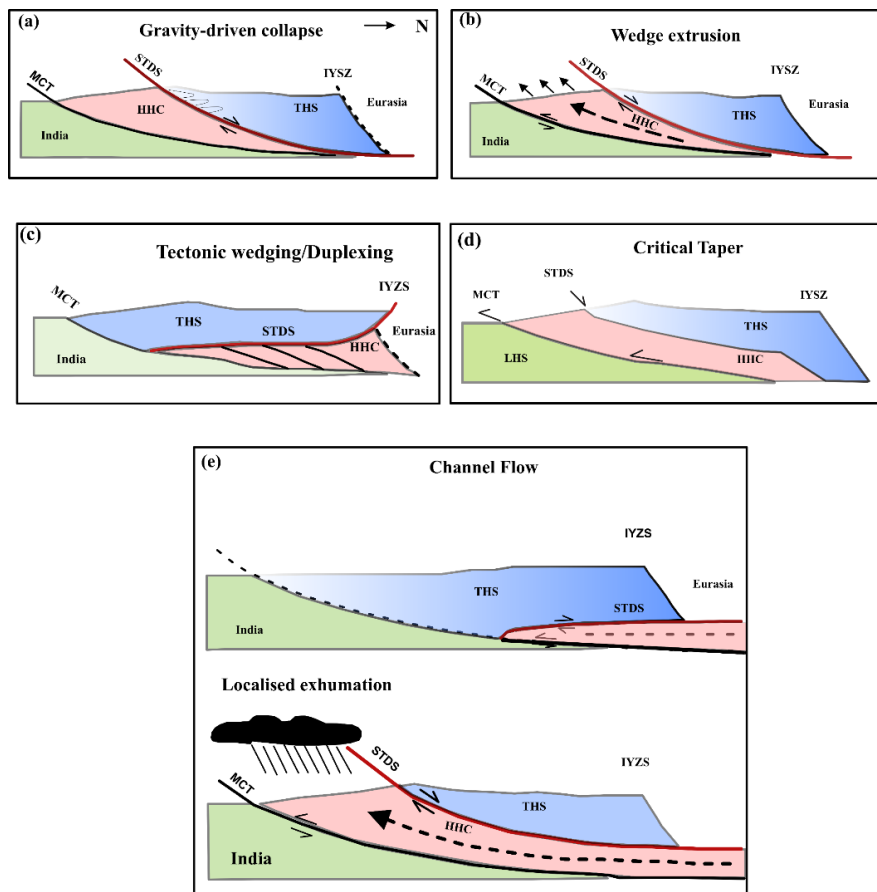 (a)
Gravity-driven collapse
N
STDS
IYSZ
MCT
HHC
THS
Eurasia
India
(b)
Wedge extrusion
STDS
IYSZ
MCT
HHC
THS
Eurasia
India
(c)
Tectonic wedging/Duplexing
IYZS
MCT
THS
STDS
Eurasia
HHC
India
(d)
Critical Taper
STDS
MCT
IYSZ
THS
LHS
HHC
(e)
Channel Flow
IYZS
THS
Eurasia
STDS
India
Localised exhumation
STDS
IYZS
MCT
THS
HHC
India